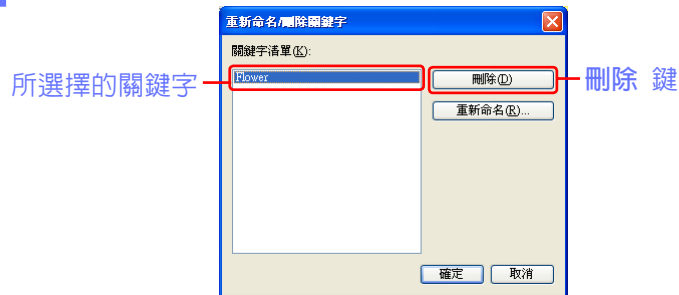 重新命名/刪除關鍵字
關鍵字清單(K):
所選擇的關鍵字
Flower
刪除(D)
刪除 鍵
重新命名(R)...
確定
取消